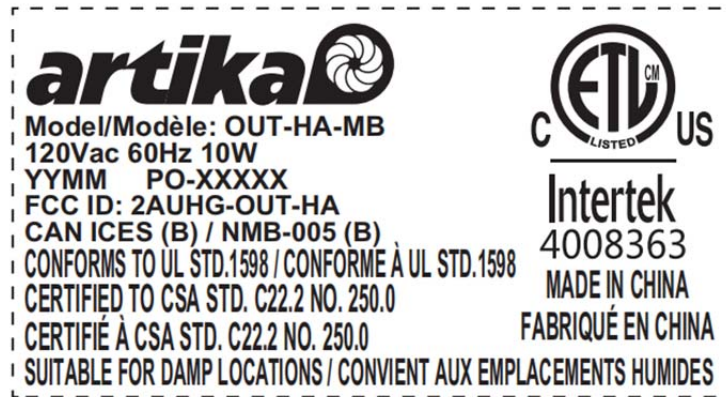 artika
Model/Modèle: OUT-HA-MB
120Vac 60Hz 10W
YYMM PO-XXXXX
FCC ID: 2AUHG-OUT-HA
CAN ICES (B) / NMB-005 (B)
CONFORMS TO UL STD.1598 / CONFORME À UL STD.1598
CERTIFIED TO CSA STD. C22.2 NO. 250.0
CERTIFIÉ À CSA STD. C22.2 NO. 250.0
SUITABLE FOR DAMP LOCATIONS / CONVIENT AUX EMPLACEMENTS HUMIDES
ETL CM
LISTED
C US
Intertek
4008363
MADE IN CHINA
FABRIQUÉ EN CHINA